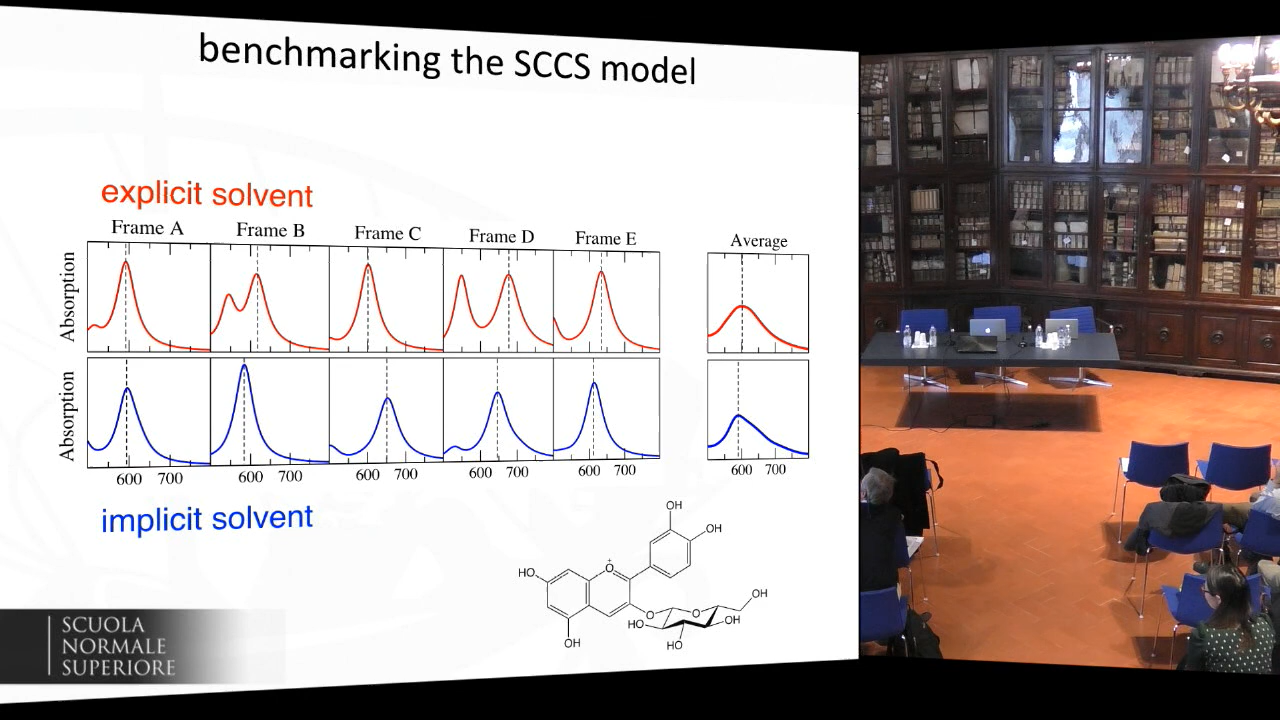 benchmarking the SCCS model
explicit solvent
Frame A
Frame B
Frame C
Frame D
Frame E
Average
Absorption
Absorption
600 700
600 700
600 700
600 700
600 700
600 700
implicit solvent
OH
OH
HO
O
+
OH
O
O
OH
HO
OH
HO
SCUOLA
NORMALE
SUPERIORE